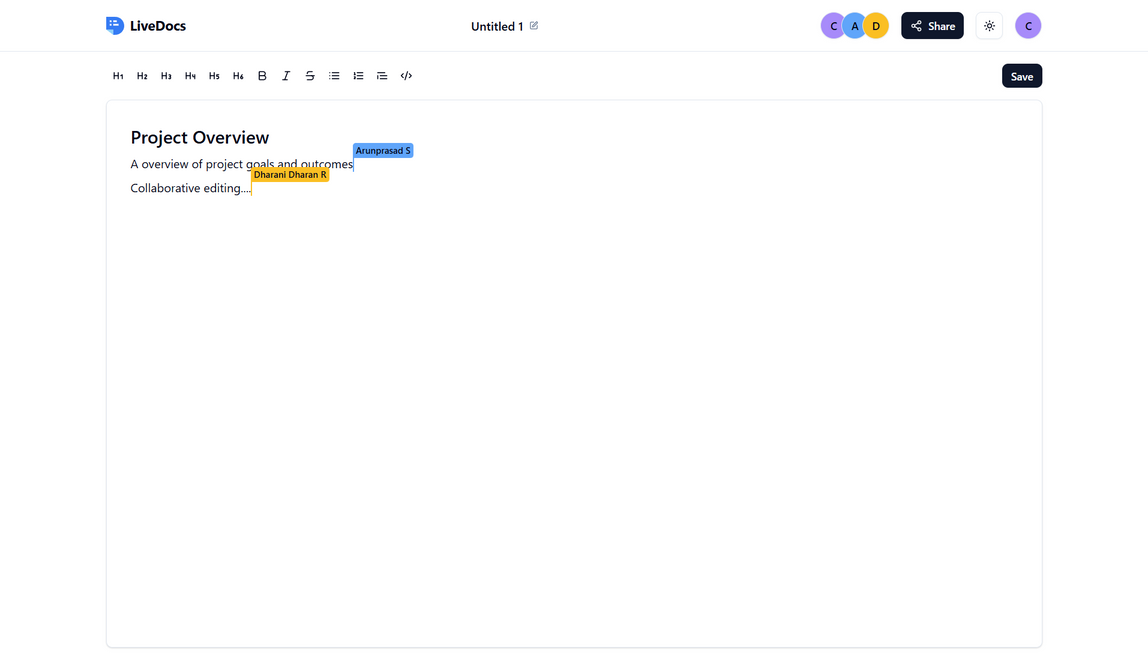 LiveDocs
Untitled 1
C A D
Share
C
H1 H2 H3 H4 H5 H6 B I S </>
Save
Project Overview
Arunprasad S
A overview of project goals and outcomes
Dharani Dharan R
Collaborative editing....